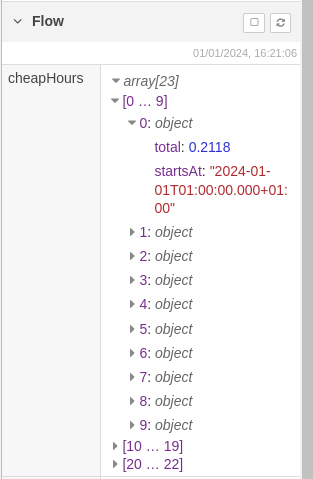 Flow
01/01/2024, 16:21:06
cheapHours
array[23]
[0 … 9]
0: object
total: 0.2118
startsAt: "2024-01-
01T01:00:00.000+01:
00"
1: object
2: object
3: object
4: object
5: object
6: object
7: object
8: object
9: object
[10 … 19]
[20 … 22]